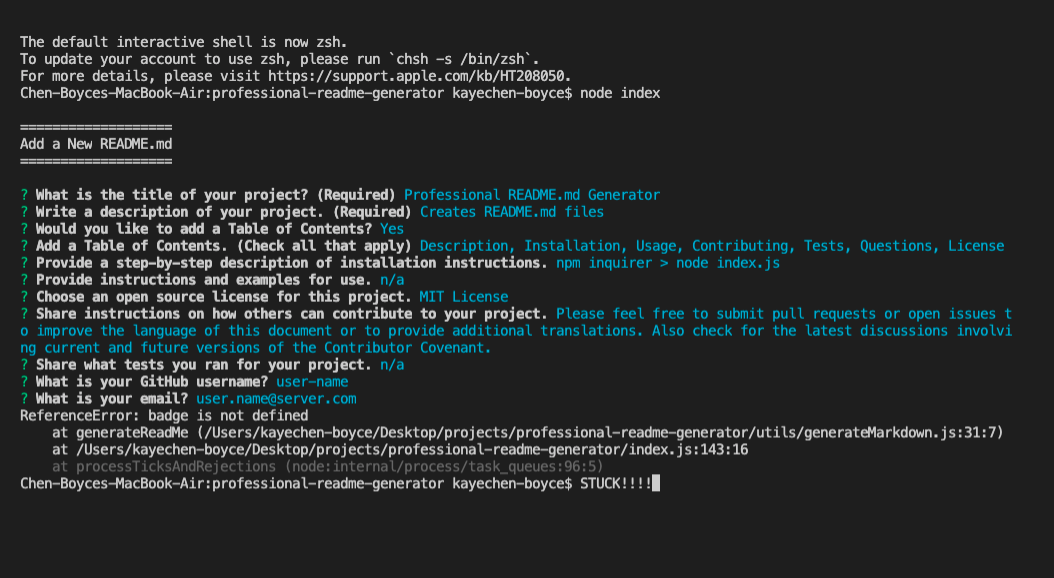 The default interactive shell is now zsh.
To update your account to use zsh, please run `chsh -s /bin/zsh`.
For more details, please visit https://support.apple.com/kb/HT208050.
Chen-Boyces-MacBook-Air:professional-readme-generator kayechen-boyce$ node index
===================
Add a New README.md
===================
? What is the title of your project? (Required) Professional README.md Generator
? Write a description of your project. (Required) Creates README.md files
? Would you like to add a Table of Contents? Yes
? Add a Table of Contents. (Check all that apply) Description, Installation, Usage, Contributing, Tests, Questions, License
? Provide a step-by-step description of installation instructions. npm inquirer > node index.js
? Provide instructions and examples for use. n/a
? Choose an open source license for this project. MIT License
? Share instructions on how others can contribute to your project. Please feel free to submit pull requests or open issues t
o improve the language of this document or to provide additional translations. Also check for the latest discussions involvi
ng current and future versions of the Contributor Covenant.
? Share what tests you ran for your project. n/a
? What is your GitHub username? user-name
? What is your email? user.name@server.com
ReferenceError: badge is not defined
    at generateReadMe (/Users/kayechen-boyce/Desktop/projects/professional-readme-generator/utils/generateMarkdown.js:31:7)
    at /Users/kayechen-boyce/Desktop/projects/professional-readme-generator/index.js:143:16
    at processTicksAndRejections (node:internal/process/task_queues:96:5)
Chen-Boyces-MacBook-Air:professional-readme-generator kayechen-boyce$ STUCK!!!!